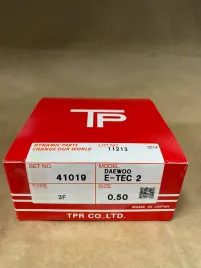 TP
DYNAMIC PARTS
CHANGE OUR WORLD
LOT NO
11213
SET NO
41019
MODEL
DAEWOO
E-TEC 2
TYPE
3F
SIZE
0.50
MADE IN JAPAN
TPR CO.,LTD.